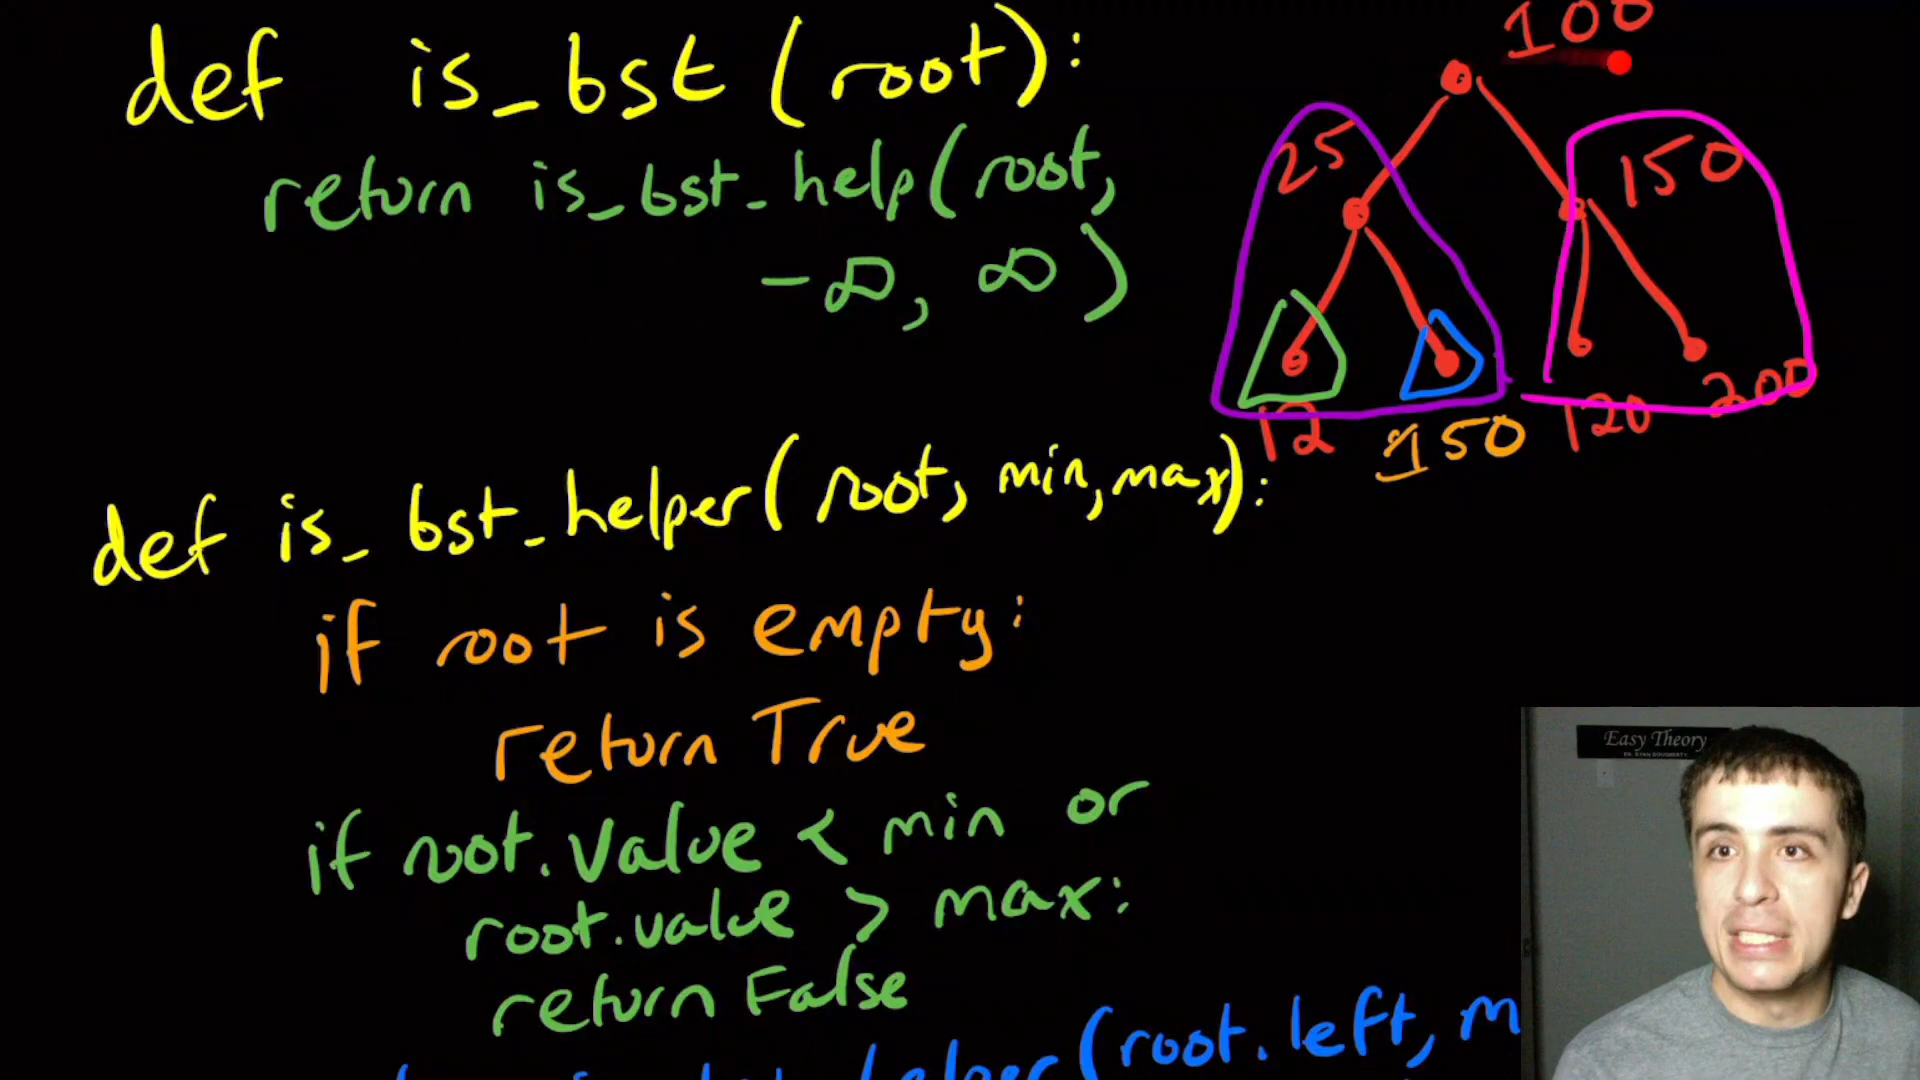 def is_bst(root):
return is_bst_help(root,
-∞, ∞)
100
25
150
12
150
120
200
def is_bst_helper(root, min, max):
if root is empty:
return True
if root.value < min or
root.value > max:
return False
helper(root.left, m
Easy Theory